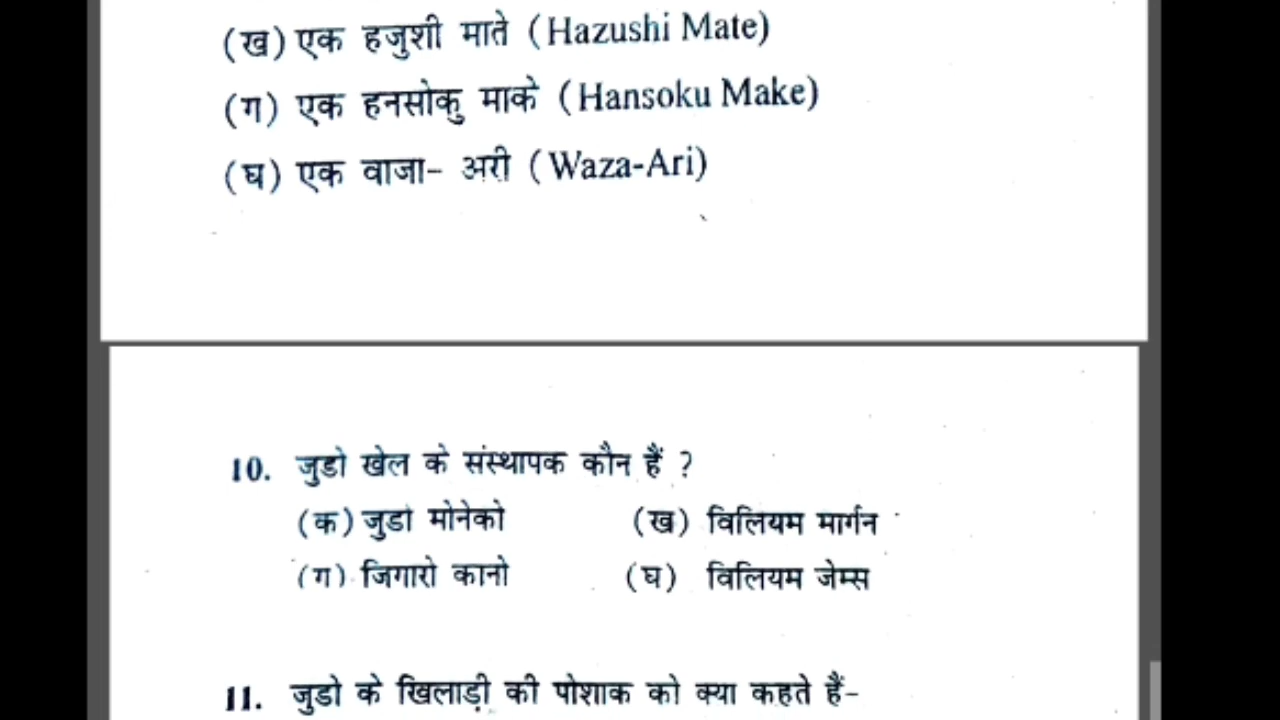 (ख) एक हजुशी माते (Hazushi Mate)
(ग) एक हनसोकु माके (Hansoku Make)
(घ) एक वाजा- अरी (Waza-Ari)
10. जुडो खेल के संस्थापक कौन हैं ?
(क) जुडो मोनेको (ख) विलियम मार्गन
(ग) जिगारो कानो (घ) विलियम जेम्स
11. जुडो के खिलाड़ी की पोशाक को क्या कहते हैं-